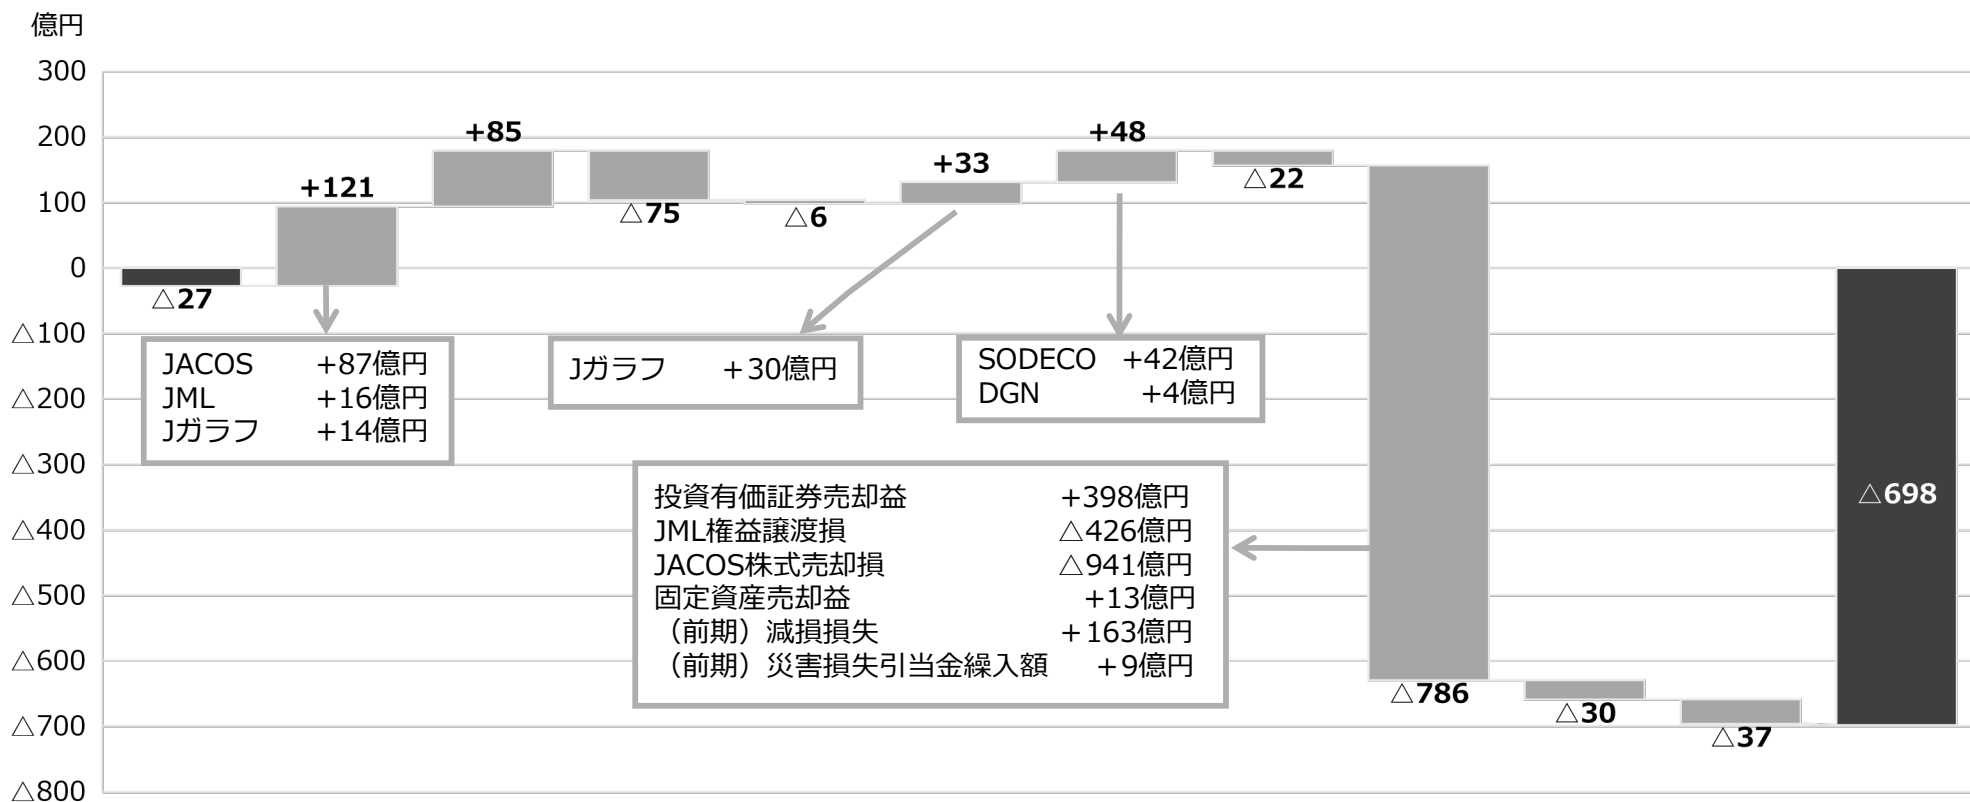 億円
300
200
100
0
△100
△200
△300
△400
△500
△600
△700
△800
△27
+121
+85
△75
△6
+33
+48
△22
△786
△30
△37
△698
JACOS +87億円
JML +16億円
Jガラフ +14億円
Jガラフ ＋30億円
SODECO +42億円
DGN +4億円
投資有価証券売却益 +398億円
JML権益譲渡損 △426億円
JACOS株式売却損 △941億円
固定資産売却益 +13億円
（前期）減損損失 ＋163億円
（前期）災害損失引当金繰入額 ＋9億円